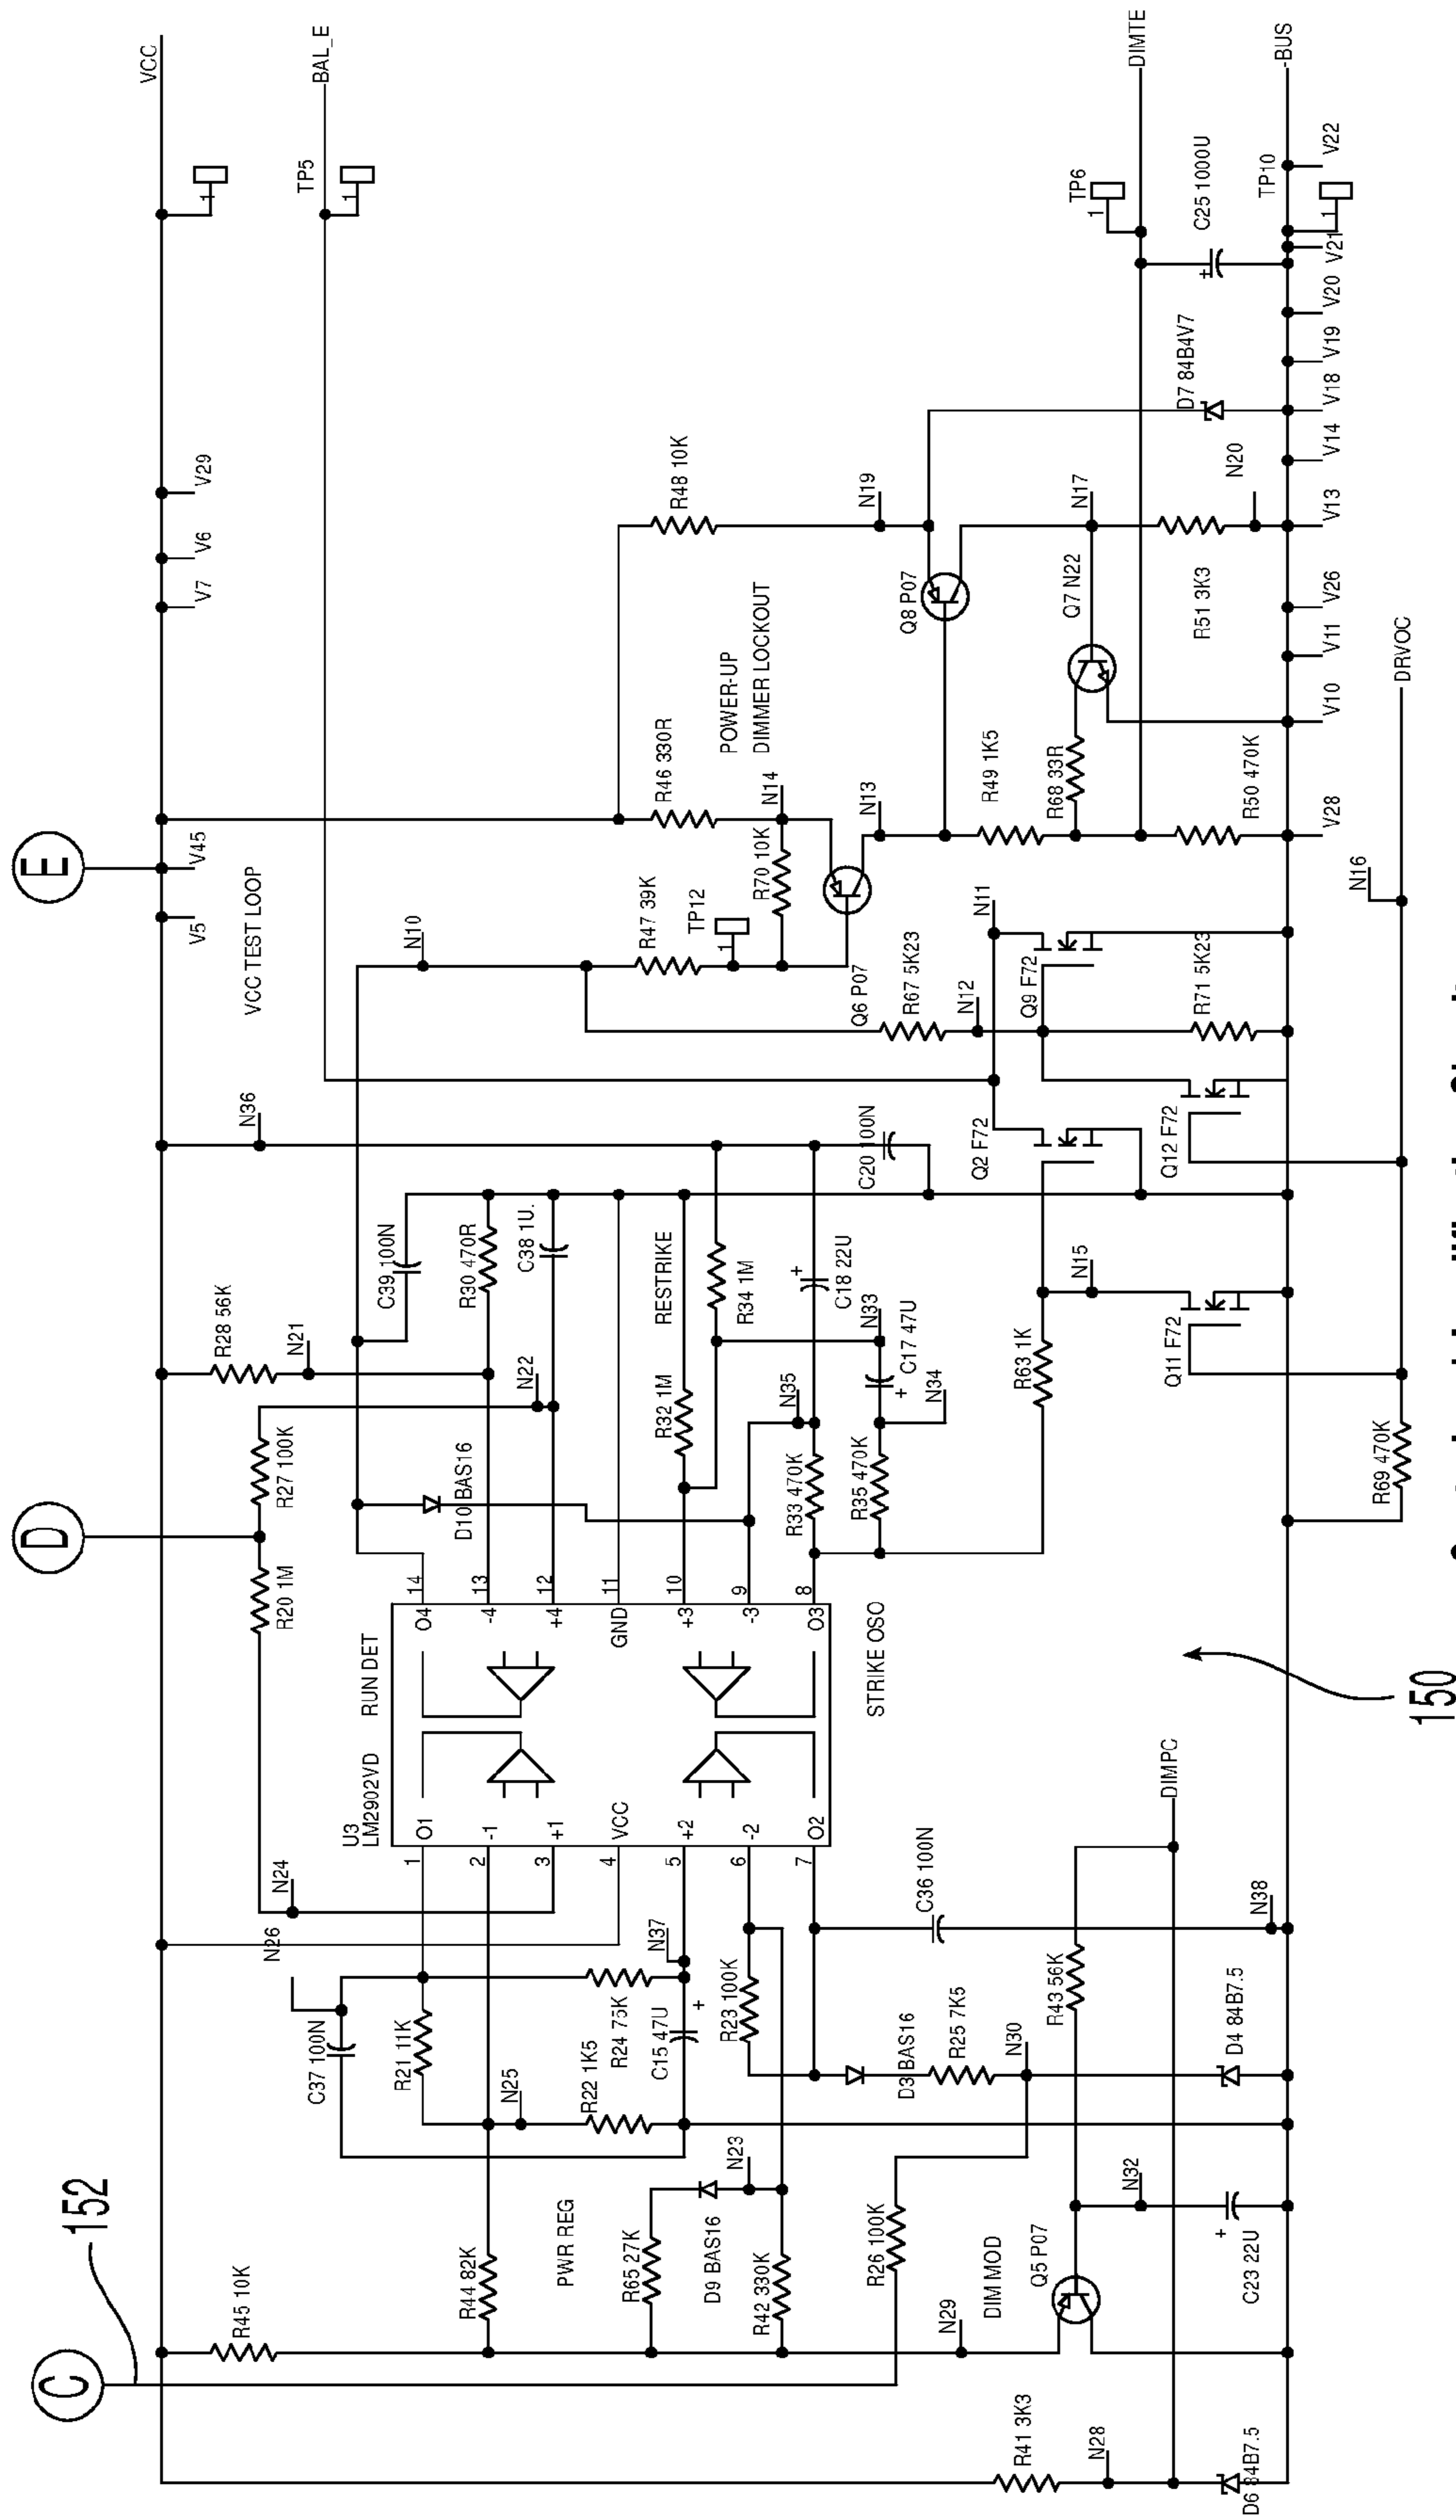 C
152
D
E
VCC
R45 10K
R44 82K
PWR REG
R65 27K
D9 BAS16
N23
R42 330K
R26 100K
N29
DIM MOD
Q5 P07
R41 3K3
N28
D6 84B7.5
N32
C23 22U
+
C37 100N
N26
N24
R21 11K
N25
R22 1K5
R24 75K
C15 47U
+
N37
R23 100K
D3 BAS16
R25 7K5
N30
R43 56K
D4 84B7.5
C36 100N
N38
DIMPC
U3
LM2902VD
RUN DET
O1
-1
+1
VCC
+2
-2
O2
1
2
3
4
5
6
7
O4
-4
+4
GND
+3
-3
O3
14
13
12
11
10
9
8
STRIKE OSO
R20 1M
R27 100K
R28 56K
N21
N22
D10 BAS16
C39 100N
R30 470R
C38 1U.
RESTRIKE
R32 1M
R34 1M
N35
C18 22U
+
R33 470K
N33
C17 47U
+
R35 470K
N34
R63 1K
N15
Q11 F72
R69 470K
N36
C20 100N
Q2 F72
Q12 F72
V5
V45
VCC TEST LOOP
N10
R47 39K
TP12
1
R70 10K
Q6 P07
R67 5K23
N12
N11
Q9 F72
R71 5K23
N16
DRVOC
V7
V6
V29
R46 330R
POWER-UP
DIMMER LOCKOUT
N14
N13
R48 10K
N19
Q8 P07
R49 1K5
R68 33R
R50 470K
Q7 N22
N17
R51 3K3
N20
D7 84B4V7
V28
V10
V11
V26
V13
V14
V18
V19
V20
V21
V22
C25 1000U
+
1
TP5
1
BAL_E
TP6
1
DIMTE
TP10
1
-BUS
150